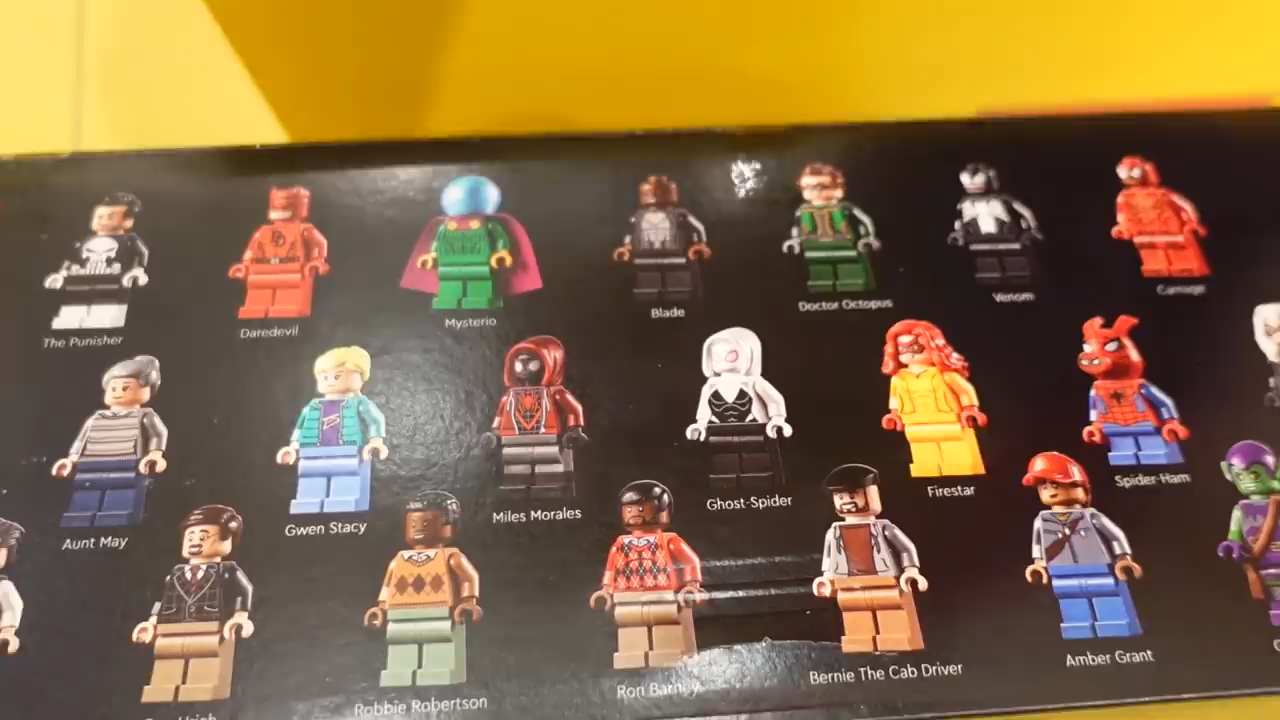 The Punisher
Daredevil
Mysterio
Blade
Doctor Octopus
Venom
Carnage
Aunt May
Gwen Stacy
Miles Morales
Ghost-Spider
Firestar
Spider-Ham
Robbie Robertson
Ron Barney
Bernie The Cab Driver
Amber Grant